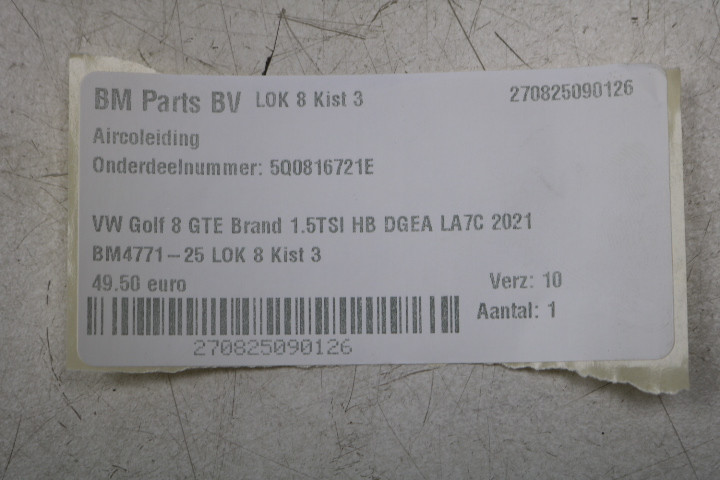 BM Parts BV LOK 8 Kist 3 270825090126
Aircoleiding
Onderdeelnummer: 5Q0816721E
VW Golf 8 GTE Brand 1.5TSI HB DGEA LA7C 2021
BM4771-25 LOK 8 Kist 3
49.50 euro Verz: 10
Aantal: 1
270825090126